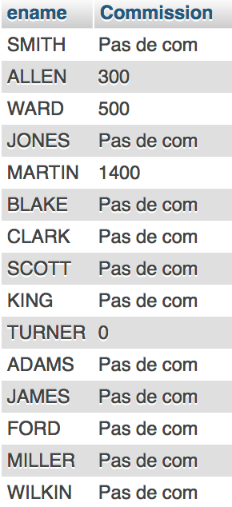 ename Commission
SMITH Pas de com
ALLEN 300
WARD 500
JONES Pas de com
MARTIN 1400
BLAKE Pas de com
CLARK Pas de com
SCOTT Pas de com
KING Pas de com
TURNER 0
ADAMS Pas de com
JAMES Pas de com
FORD Pas de com
MILLER Pas de com
WILKIN Pas de com